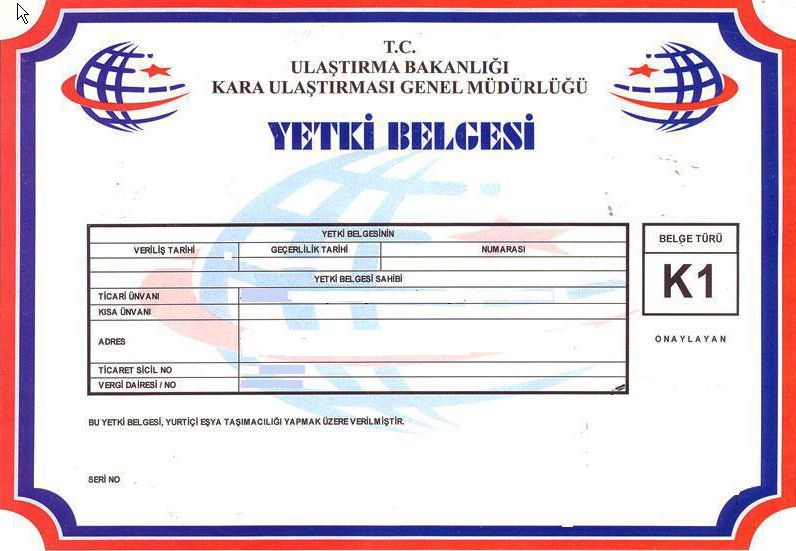 T.C.
ULAŞTIRMA BAKANLIĞI
KARA ULAŞTIRMASI GENEL MÜDÜRLÜĞÜ
YETKİ BELGESİ
YETKİ BELGESİNİN
VERİLİŞ TARİHİ GEÇERLİLİK TARİHİ NUMARASI
YETKİ BELGESİ SAHİBİ
TİCARİ ÜNVANI
KISA ÜNVANI
ADRES
TİCARET SİCİL NO
VERGİ DAİRESİ / NO
BELGE TÜRÜ
K1
ONAYLAYAN
BU YETKİ BELGESİ, YURTİÇİ EŞYA TAŞIMACILIĞI YAPMAK ÜZERE VERİLMİŞTİR.
SERİ NO